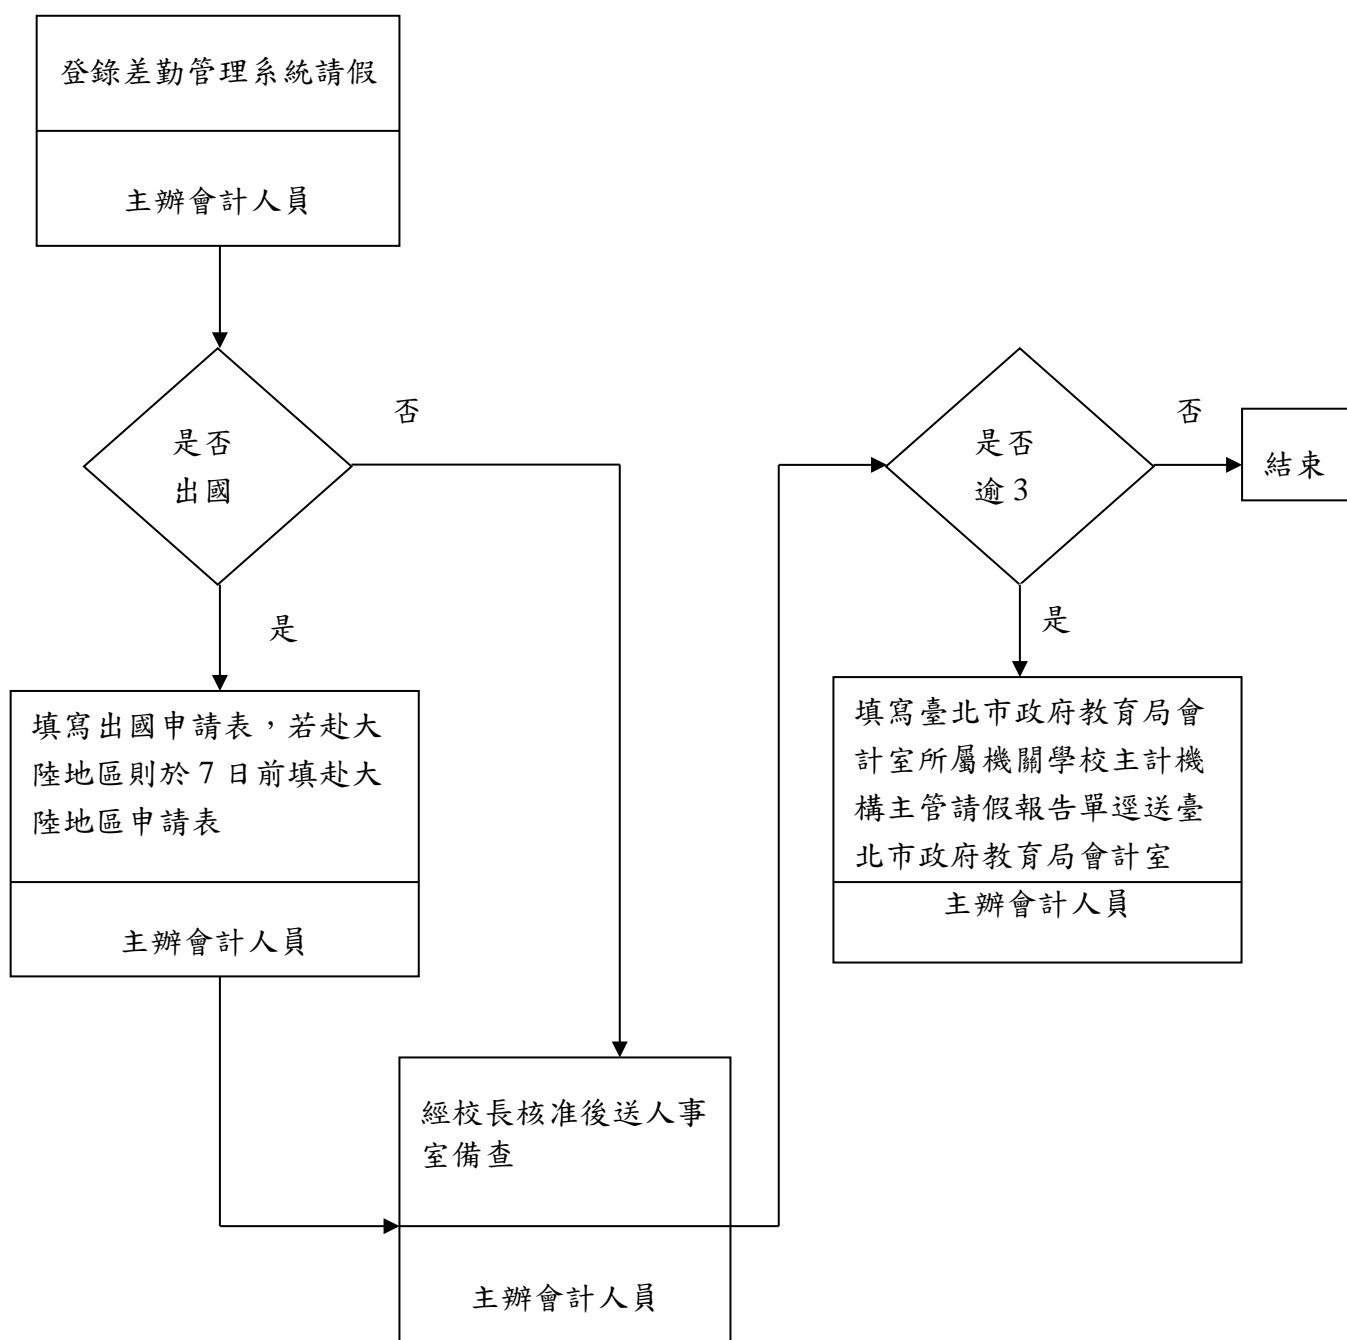 登錄差勤管理系統請假
主辦會計人員
是否
出國
否
是
填寫出國申請表，若赴大
陸地區則於 7 日前填赴大
陸地區申請表
主辦會計人員
經校長核准後送人事
室備查
主辦會計人員
是否
逾 3
否
結束
是
填寫臺北市政府教育局會
計室所屬機關學校主計機
構主管請假報告單逕送臺
北市政府教育局會計室
主辦會計人員